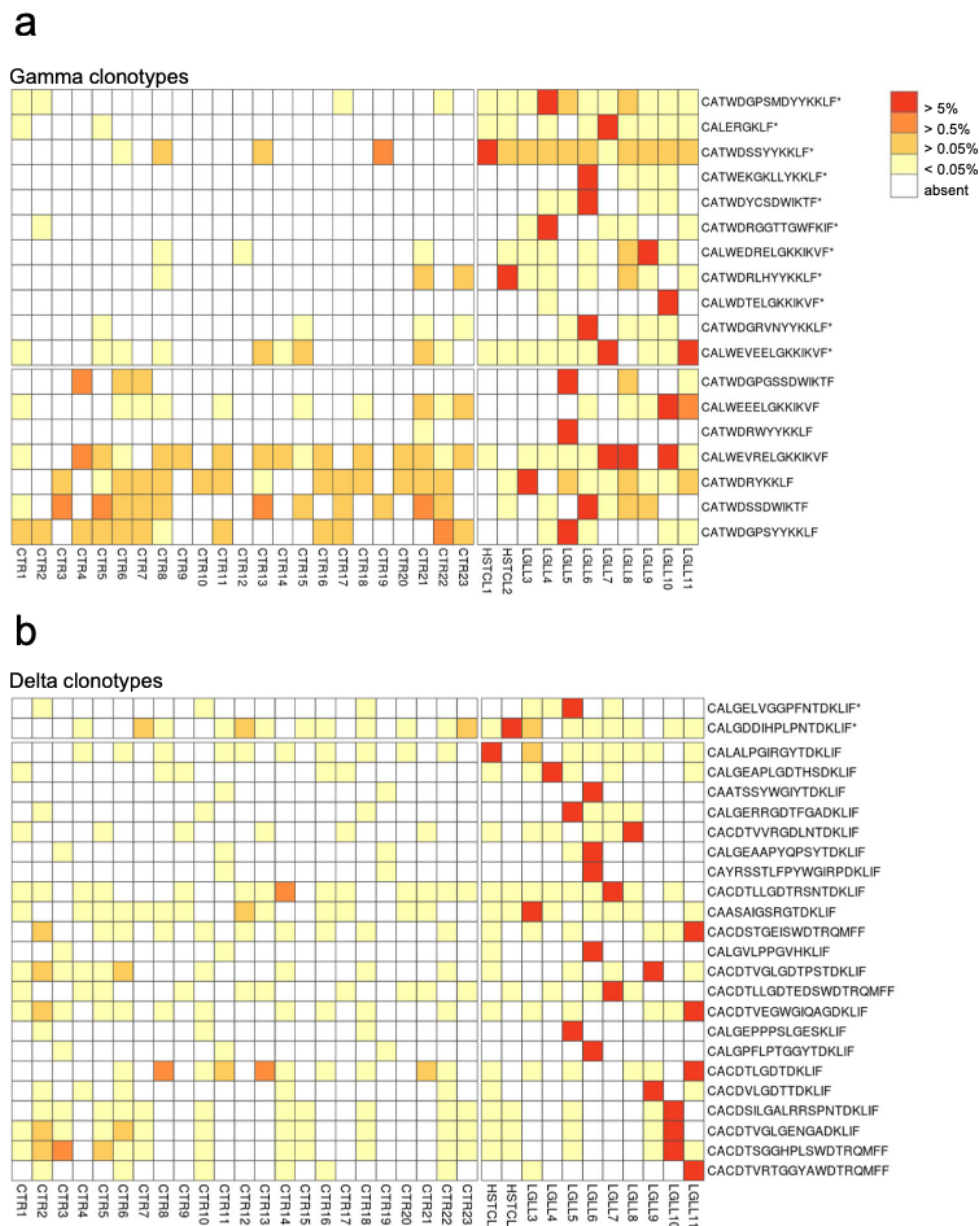 a
Gamma clonotypes
CATWDGPSMDYYKKLF*
CALERGKLF*
CATWDSSYYKKLF*
CATWEKGKLLYKKLF*
CATWDYCSDWIKTF*
CATWDRGGTTGWFKIF*
CALWEDRELGKKIKVF*
CATWDRLHYYKKLF*
CALWDTELGKKIKVF*
CATWDGRVNYYKKLF*
CALWEVEELGKKIKVF*
CATWDGPGSSDWIKTF
CALWEEELGKKIKVF
CATWDRWYYKKLF
CALWEVRELGKKIKVF
CATWDRYKKLF
CATWDSSDWIKTF
CATWDGPSYYKKLF
> 5%
> 0.5%
> 0.05%
< 0.05%
absent
CTR1 CTR2 CTR3 CTR4 CTR5 CTR6 CTR7 CTR8 CTR9 CTR10 CTR11 CTR12 CTR13 CTR14 CTR15 CTR16 CTR17 CTR18 CTR19 CTR20 CTR21 CTR22 CTR23 HSTCL1 HSTCL2 LGLL3 LGLL4 LGLL5 LGLL6 LGLL7 LGLL8 LGLL9 LGLL10 LGLL11
b
Delta clonotypes
CALGELVGGPFNTDKLIF*
CALGDDIHPLPNTDKLIF*
CALALPGIRGYTDKLIF
CALGEAPLGDTHSDKLIF
CAATSSYWGIYTDKLIF
CALGERRGDTFGADKLIF
CACDTVVRGDLNTDKLIF
CALGEAAPYQPSYTDKLIF
CAYRSSTLFPYWGIRPDKLIF
CACDTLLGDTRSNTDKLIF
CAASAIGSRGTDKLIF
CACDSTGEISWDTRQMFF
CALGVLPPGVHKLIF
CACDTVGLGDTPSTDKLIF
CACDTLLGDTEDSWDTRQMFF
CACDTVEGWGIQAGDKLIF
CALGEPPPSLGESKLIF
CALGPFLPTGGYTDKLIF
CACDTLGDTDKLIF
CACDVLGDTTDKLIF
CACDSILGALRRSPNTDKLIF
CACDTVGLGENGADKLIF
CACDTSGGHPLSWDTRQMFF
CACDTVRTGGYAWDTRQMFF
CTR1 CTR2 CTR3 CTR4 CTR5 CTR6 CTR7 CTR8 CTR9 CTR10 CTR11 CTR12 CTR13 CTR14 CTR15 CTR16 CTR17 CTR18 CTR19 CTR20 CTR21 CTR22 CTR23 HSTCL HSTCL LGLL3 LGLL4 LGLL5 LGLL6 LGLL7 LGLL8 LGLL9 LGLL10 LGLL11